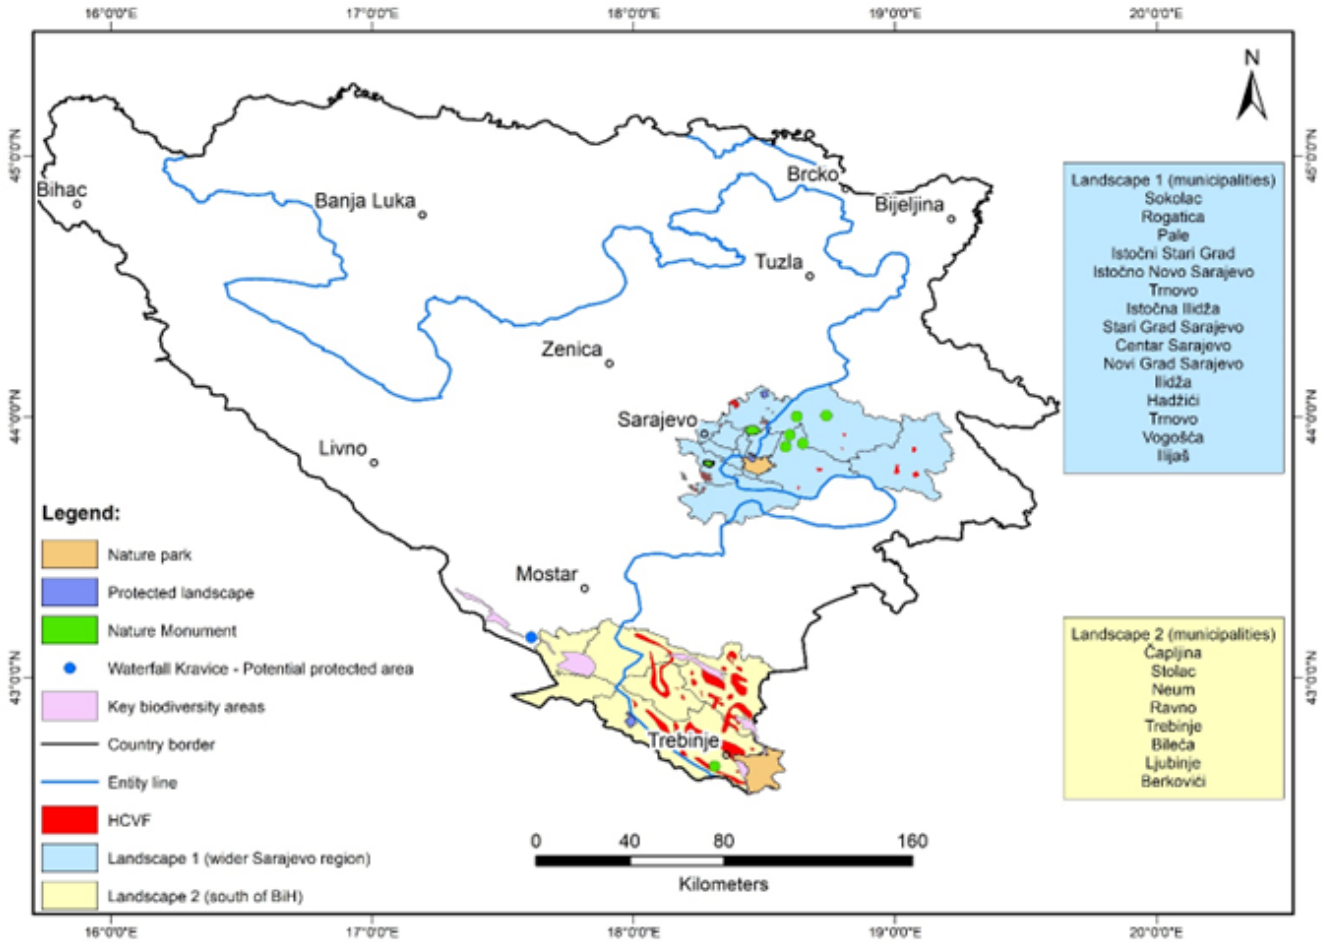 16°0'0"E 17°0'0"E 18°0'0"E 19°0'0"E 20°0'0"E
N
45°0'0"N
45°0'0"N
44°0'0"N
44°0'0"N
43°0'0"N
43°0'0"N
Bihac
Banja Luka
Brcko
Bijeljina
Tuzla
Zenica
Sarajevo
Livno
Mostar
Trebinje
Landscape 1 (municipalities)
Sokolac
Rogatica
Pale
Istočni Stari Grad
Istočno Novo Sarajevo
Trnovo
Istočna Ilidža
Stari Grad Sarajevo
Centar Sarajevo
Novi Grad Sarajevo
Ilidža
Hadžići
Trnovo
Vogošća
Ilijaš
Landscape 2 (municipalities)
Čapljina
Stolac
Neum
Ravno
Trebinje
Bileća
Ljubinje
Berkovići
Legend:
Nature park
Protected landscape
Nature Monument
Waterfall Kravice - Potential protected area
Key biodiversity areas
Country border
Entity line
HCVF
Landscape 1 (wider Sarajevo region)
Landscape 2 (south of BiH)
0 40 80 160
Kilometers
16°0'0"E 17°0'0"E 18°0'0"E 19°0'0"E 20°0'0"E